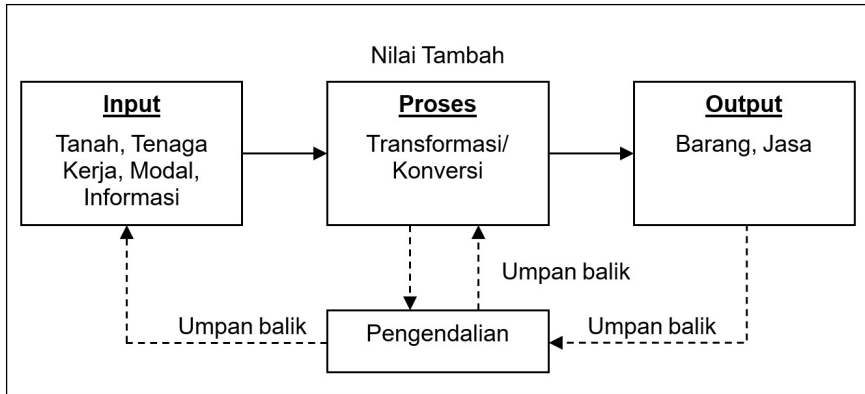 Nilai Tambah
Input
Tanah, Tenaga
Kerja, Modal,
Informasi
Proses
Transformasi/
Konversi
Output
Barang, Jasa
Umpan balik
Umpan balik
Pengendalian
Umpan balik